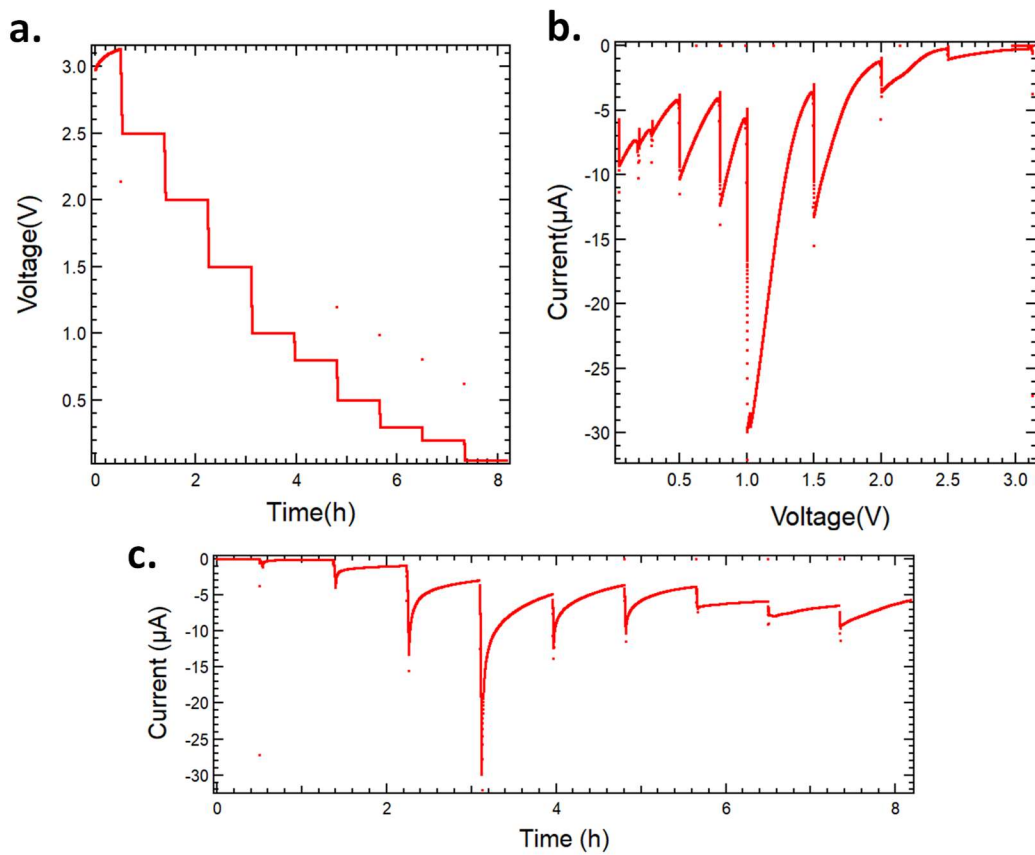 a.
3.0
2.5
2.0
1.5
1.0
0.5
Voltage(V)
0 2 4 6 8
Time(h)
b.
0
-5
-10
-15
-20
-25
-30
Current(µA)
0.5 1.0 1.5 2.0 2.5 3.0
Voltage(V)
c.
0
-5
-10
-15
-20
-25
-30
Current (µA)
0 2 4 6 8
Time (h)